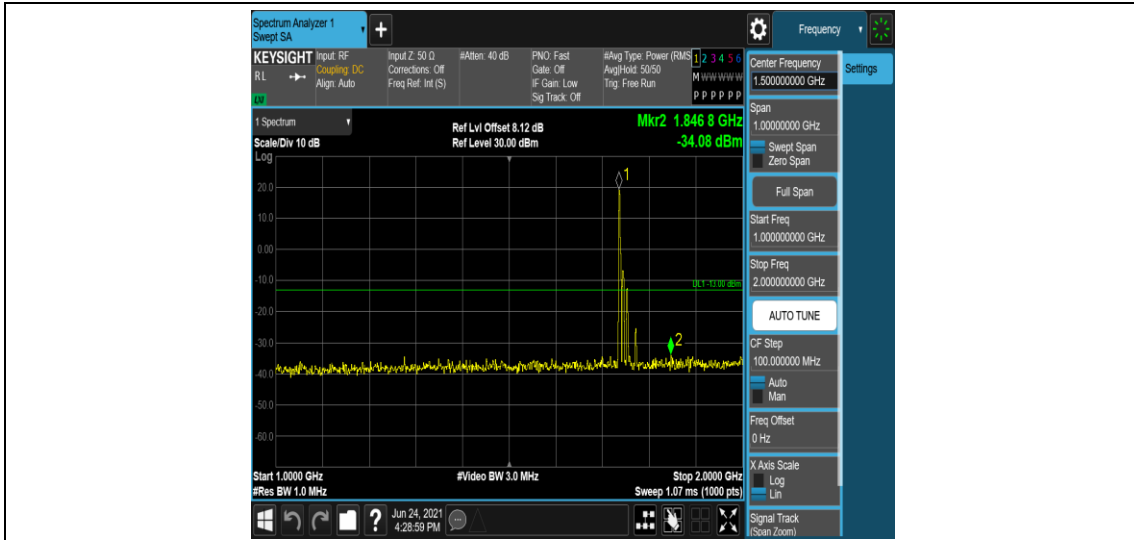 Spectrum Analyzer 1
Swept SA
Frequency
KEYSIGHT
RL
Input: RF
Coupling: DC
Align: Auto
Input Z: 50 Ω
Corrections: Off
Freq Ref: Int (S)
#Atten: 40 dB
PNO: Fast
Gate: Off
IF Gain: Low
Sig Track: Off
#Avg Type: Power (RMS
Avg|Hold: 50/50
Trig: Free Run
1 2 3 4 5 6
M W W W W W
P P P P P P
1 Spectrum
Scale/Div 10 dB
Log
Ref Lvl Offset 8.12 dB
Ref Level 30.00 dBm
Mkr2 1.846 8 GHz
-34.08 dBm
1
20.0
10.0
0.00
-10.0
DL1 -13.00 dBm
-20.0
-30.0
2
-40.0
-50.0
-60.0
Start 1.0000 GHz
#Res BW 1.0 MHz
#Video BW 3.0 MHz
Stop 2.0000 GHz
Sweep 1.07 ms (1000 pts)
Jun 24, 2021
4:28:59 PM
Center Frequency
1.500000000 GHz
Settings
Span
1.00000000 GHz
Swept Span
Zero Span
Full Span
Start Freq
1.000000000 GHz
Stop Freq
2.000000000 GHz
AUTO TUNE
CF Step
100.000000 MHz
Auto
Man
Freq Offset
0 Hz
X Axis Scale
Log
Lin
Signal Track
(Span Zoom)